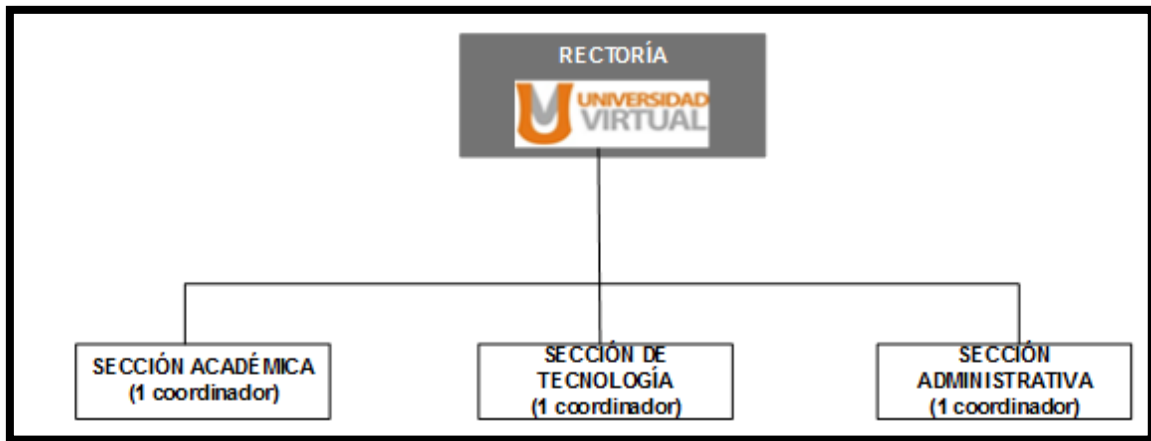 RECTORÍA
UNIVERSIDAD
VIRTUAL
SECCIÓN ACADÉMICA
(1 coordinador)
SECCIÓN DE
TECNOLOGÍA
(1 coordinador)
SECCIÓN
ADMINISTRATIVA
(1 coordinador)